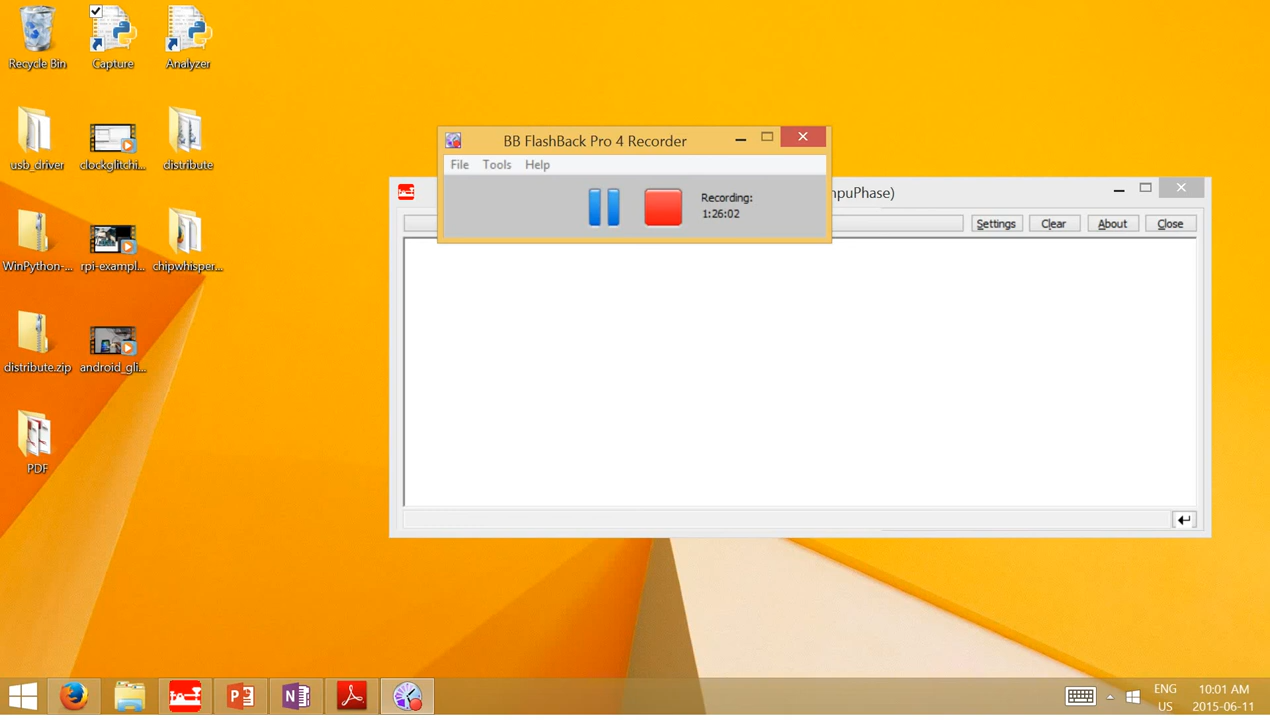 Recycle Bin
Capture
Analyzer
usb_driver
clockglitchi...
distribute
WinPython-...
rpi-exampl...
chipwhisper...
distribute.zip
android_gli...
PDF
BB FlashBack Pro 4 Recorder
File Tools Help
Recording:
1:26:02
mpuPhase)
Settings Clear About Close
ENG
US
10:01 AM
2015-06-11